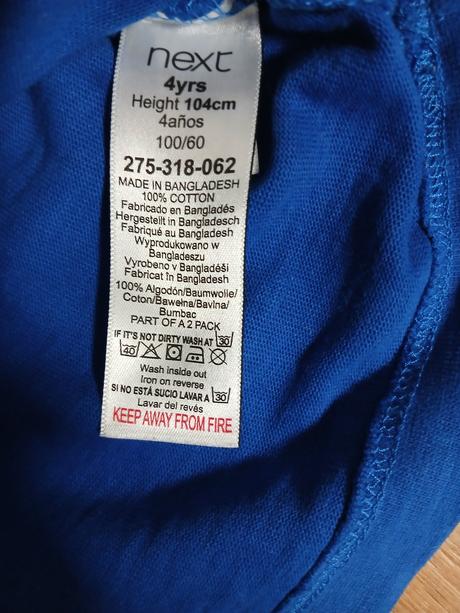 next
4yrs
Height 104cm
4años
100/60
275-318-062
MADE IN BANGLADESH
100% COTTON
Fabricado en Bangladés
Hergestellt in Bangladesch
Fabriqué au Bangladesh
Wyprodukowano w
Bangladeszu
Vyrobeno v Bangladéši
Fabricat în Bangladesh
100% Algodón/Baumwolle/
Coton/Bawełna/Bavlna/
Bumbac
PART OF A 2 PACK
IF IT'S NOT DIRTY WASH AT 30
40
Wash inside out
Iron on reverse
SI NO ESTÁ SUCIO LAVAR A 30
Lavar del revés
KEEP AWAY FROM FIRE